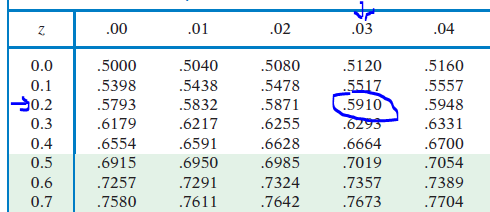 z .00 .01 .02 .03 .04
0.0 .5000 .5040 .5080 .5120 .5160
0.1 .5398 .5438 .5478 .5517 .5557
0.2 .5793 .5832 .5871 .5910 .5948
0.3 .6179 .6217 .6255 .6293 .6331
0.4 .6554 .6591 .6628 .6664 .6700
0.5 .6915 .6950 .6985 .7019 .7054
0.6 .7257 .7291 .7324 .7357 .7389
0.7 .7580 .7611 .7642 .7673 .7704